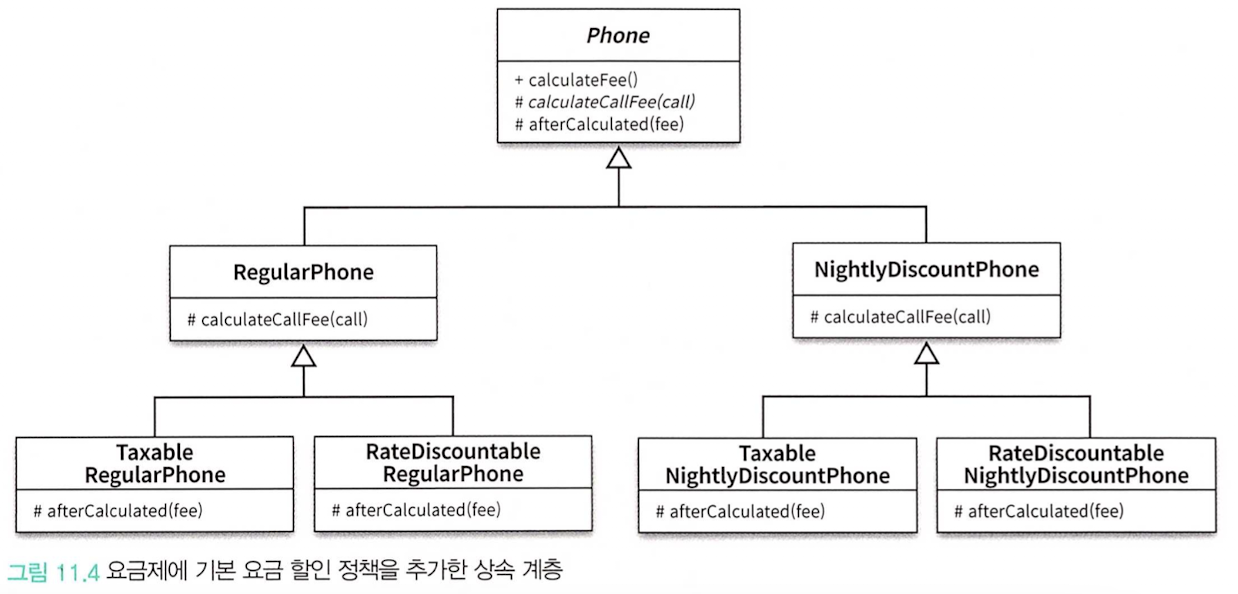 Phone
+ calculateFee()
# calculateCallFee(call)
# afterCalculated(fee)
RegularPhone
# calculateCallFee(call)
NightlyDiscountPhone
# calculateCallFee(call)
Taxable
RegularPhone
# afterCalculated(fee)
RateDiscountable
RegularPhone
# afterCalculated(fee)
Taxable
NightlyDiscountPhone
# afterCalculated(fee)
RateDiscountable
NightlyDiscountPhone
# afterCalculated(fee)
그림 11.4 요금제에 기본 요금 할인 정책을 추가한 상속 계층